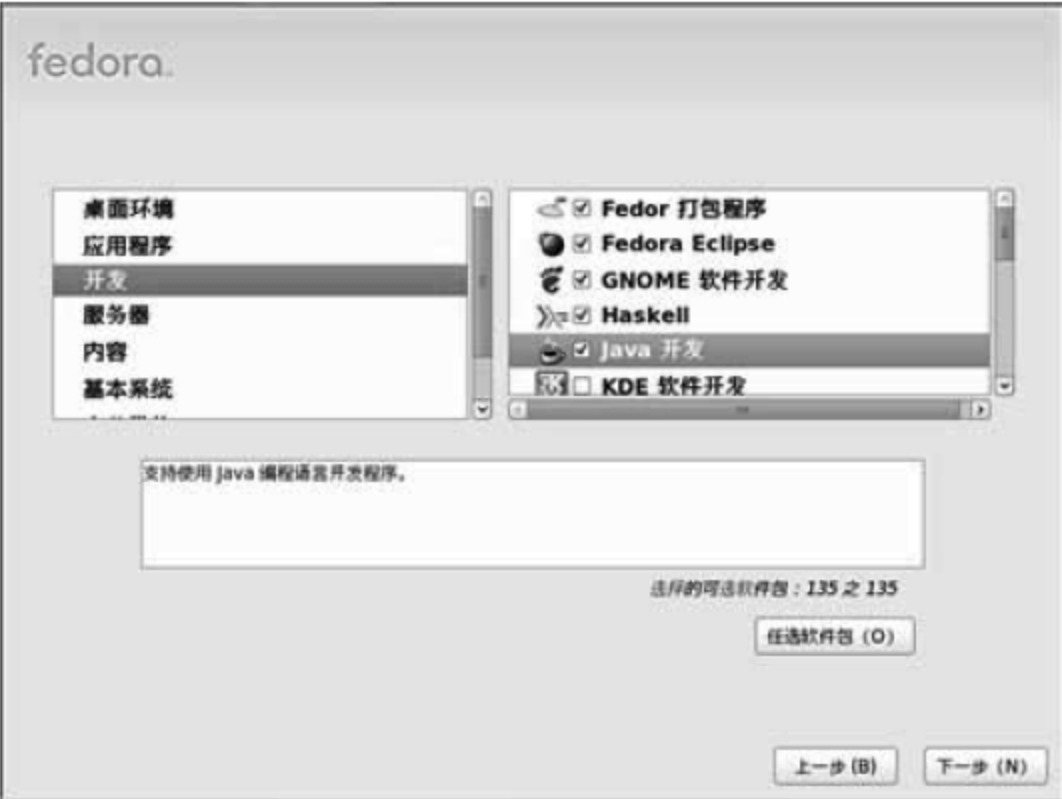 fedora
桌面环境
应用程序
开发
服务器
内容
基本系统
Fedor 打包程序
Fedora Eclipse
GNOME 软件开发
Haskell
Java 开发
KDE 软件开发
支持使用 Java 编程语言开发程序。
选择的可选软件包：135 之 135
任选软件包（O）
上一步 (B)
下一步（N）